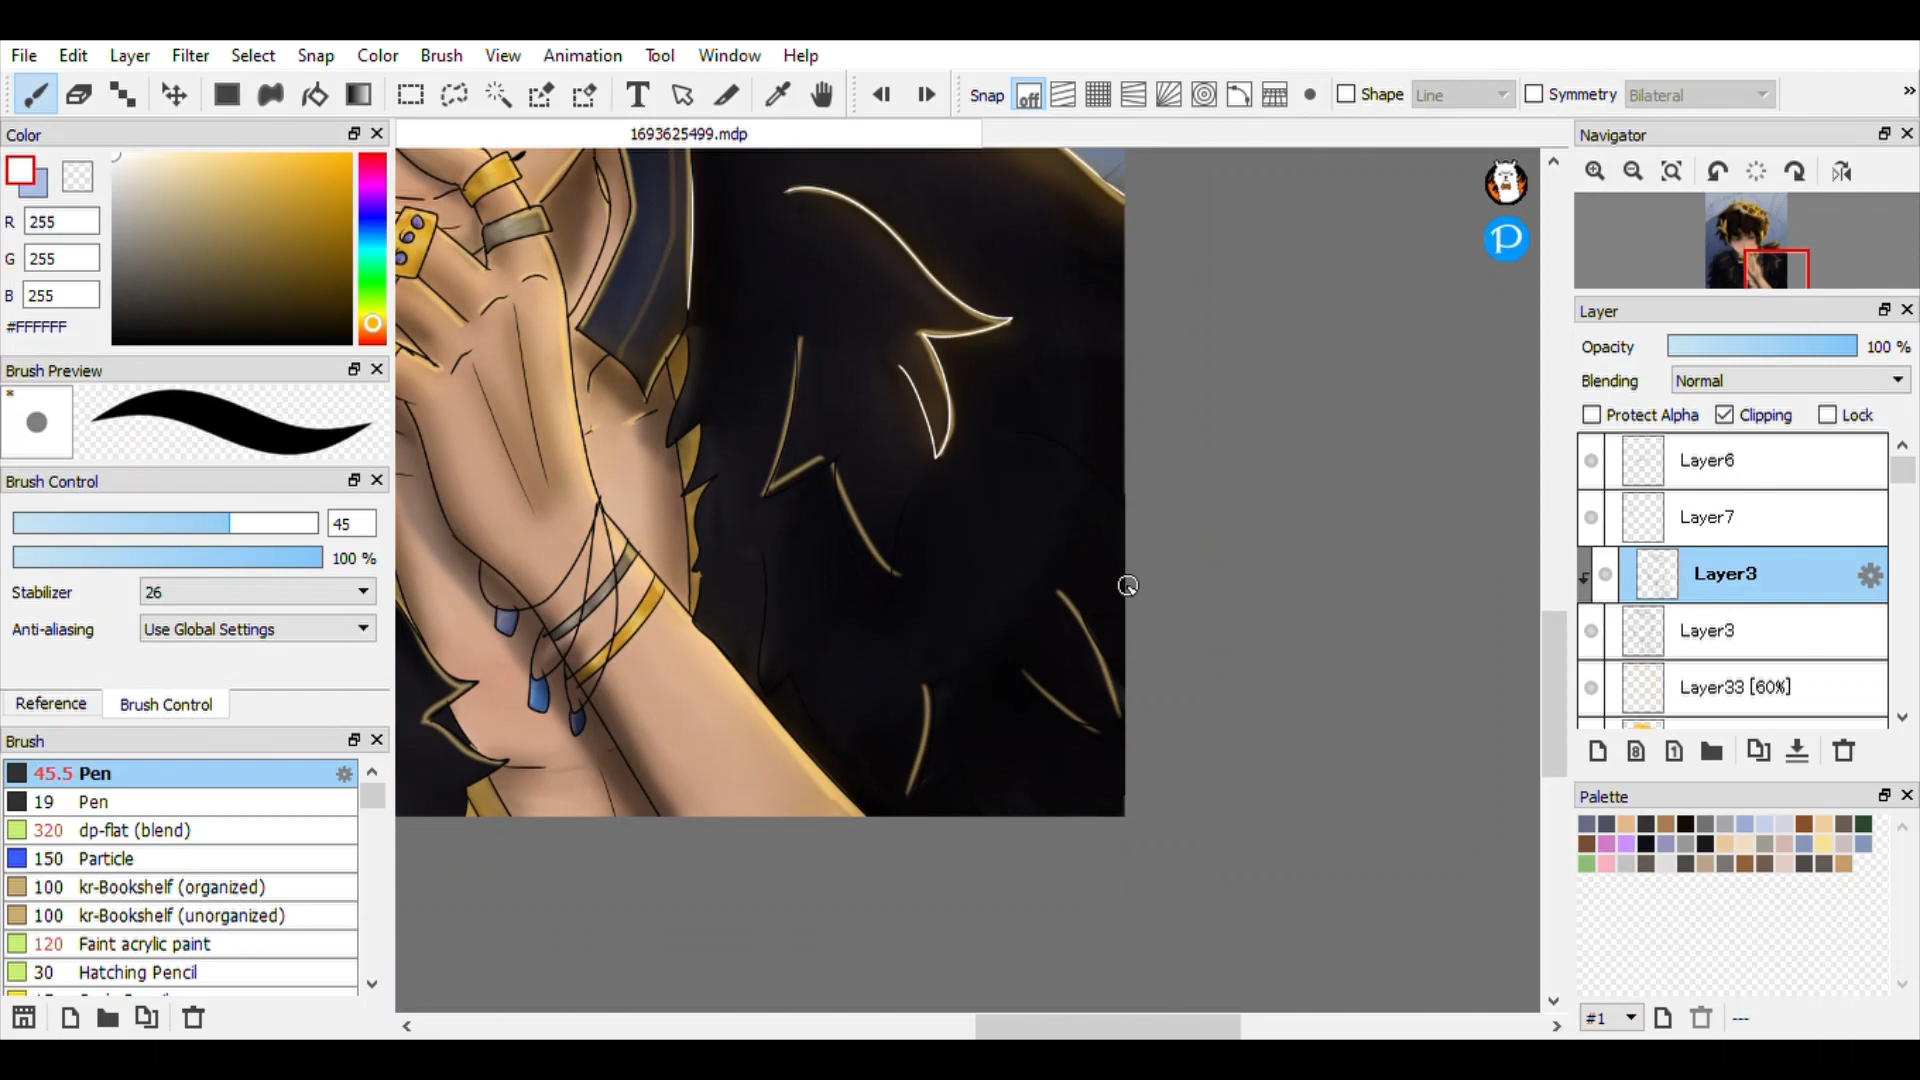 File Edit Layer Filter Select Snap Color Brush View Animation Tool Window Help
T Snap off Shape Line Symmetry Bilateral »
Color
1693625499.mdp
Navigator
R 255
G 255
B 255
#FFFFFF
Brush Preview
Brush Control
45
100 %
Stabilizer 26
Anti-aliasing Use Global Settings
Reference Brush Control
Brush
45.5 Pen
19 Pen
320 dp-flat (blend)
150 Particle
100 kr-Bookshelf (organized)
100 kr-Bookshelf (unorganized)
120 Faint acrylic paint
30 Hatching Pencil
P
Layer
Opacity 100 %
Blending Normal
Protect Alpha Clipping Lock
Layer6
Layer7
Layer3
Layer3
Layer33 [60%]
8 1
Palette
#1 ---